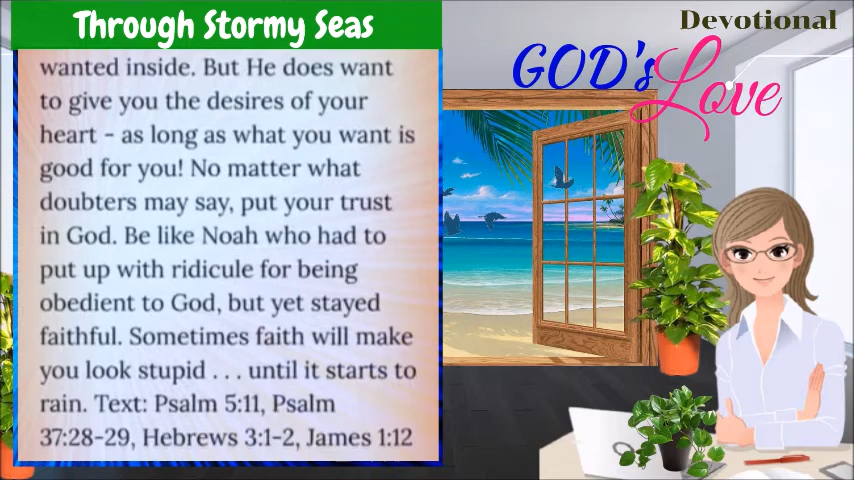 Through Stormy Seas
wanted inside. But He does want
to give you the desires of your
heart - as long as what you want is
good for you! No matter what
doubters may say, put your trust
in God. Be like Noah who had to
put up with ridicule for being
obedient to God, but yet stayed
faithful. Sometimes faith will make
you look stupid . . . until it starts to
rain. Text: Psalm 5:11, Psalm
37:28-29, Hebrews 3:1-2, James 1:12
Devotional
GOD's
Love